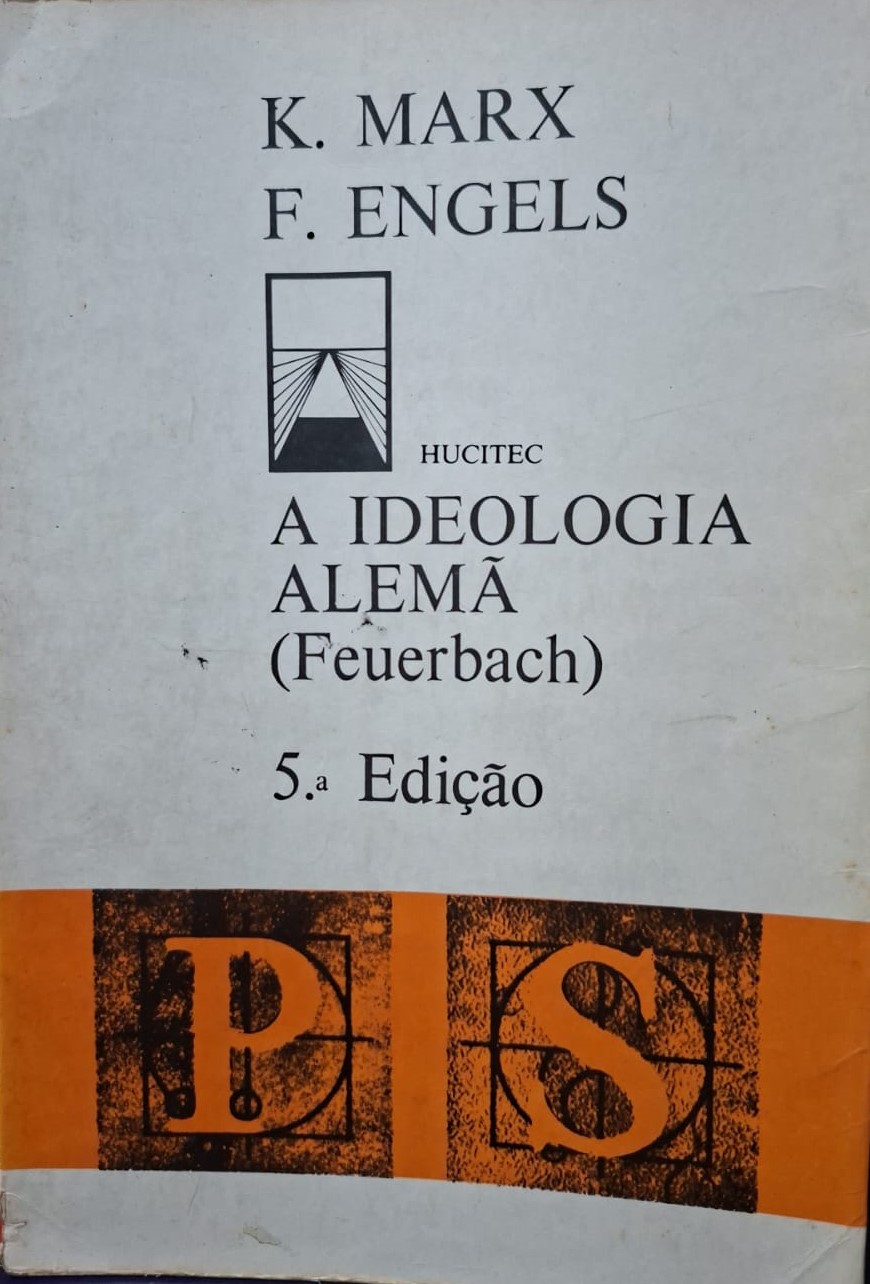 K. MARX
F. ENGELS
HUCITEC
A IDEOLOGIA
ALEMÃ
(Feuerbach)
5.ª Edição
P S